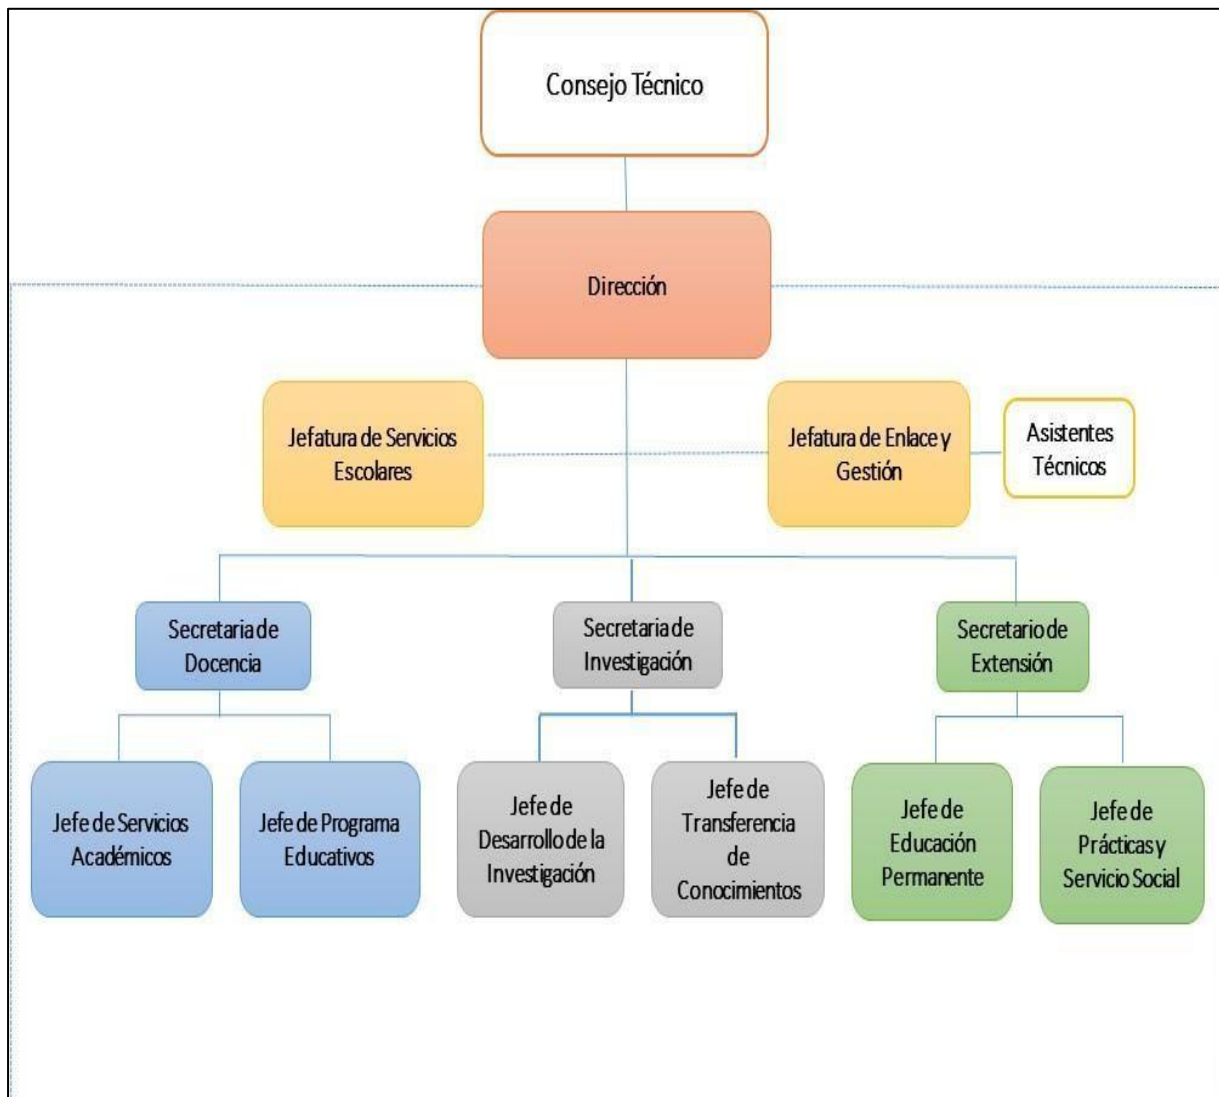 Consejo Técnico
Dirección
Jefatura de Servicios
Escolares
Jefatura de Enlace y
Gestión
Asistentes
Técnicos
Secretaria de
Docencia
Secretaria de
Investigación
Secretario de
Extensión
Jefe de Servicios
Académicos
Jefe de Programa
Educativos
Jefe de
Desarrollo de la
Investigación
Jefe de
Transferencia
de
Conocimientos
Jefe de
Educación
Permanente
Jefe de
Prácticas y
Servicio Social